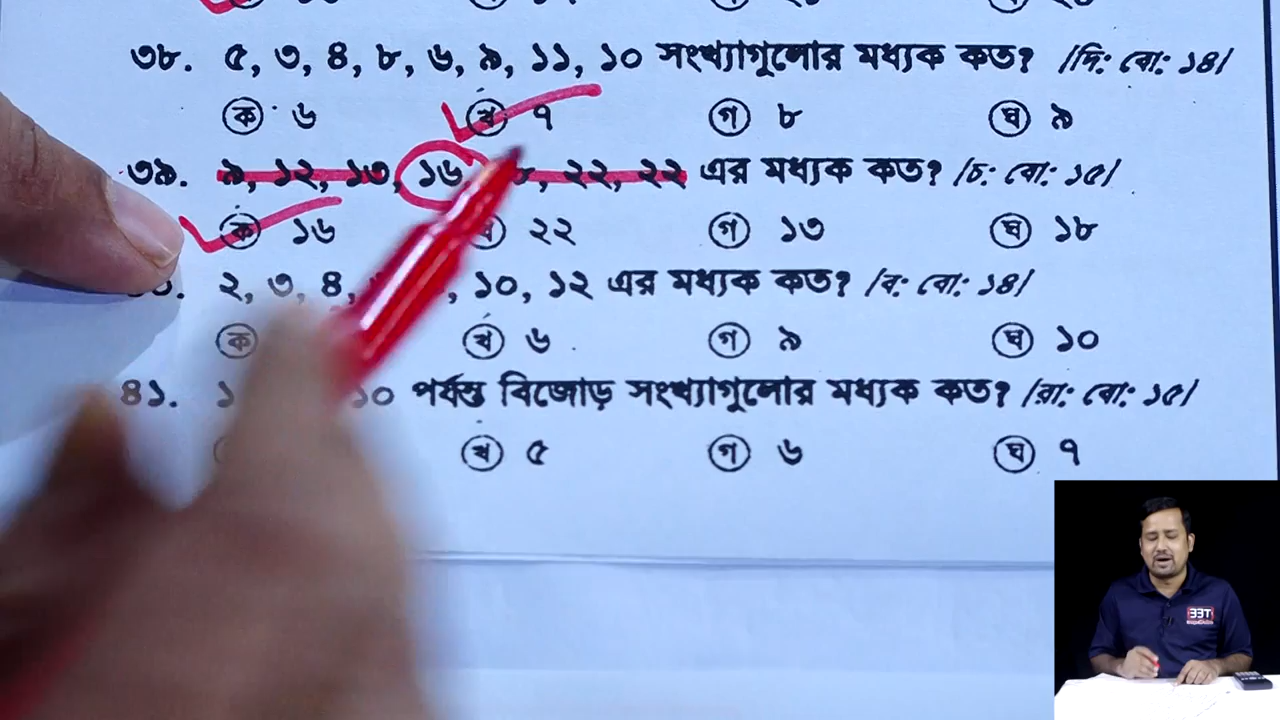 ৩৮. ৫, ৩, ৪, ৮, ৬, ৯, ১১, ১০ সংখ্যাগুলোর মধ্যক কত? /দি: বো: ১৪/
ক ৬ খ ৭ গ ৮ ঘ ৯
৩৯. ৯, ১২, ১৩, ১৬, ২২, ২২ এর মধ্যক কত? /চ: বো: ১৫/
ক ১৬ খ ২২ গ ১৩ ঘ ১৮
২, ৩, ৪, ১০, ১২ এর মধ্যক কত? /ব: বো: ১৪/
ক খ ৬ গ ৯ ঘ ১০
৪১. ১০ পর্যন্ত বিজোড় সংখ্যাগুলোর মধ্যক কত? /রা: বো: ১৫/
খ ৫ গ ৬ ঘ ৭